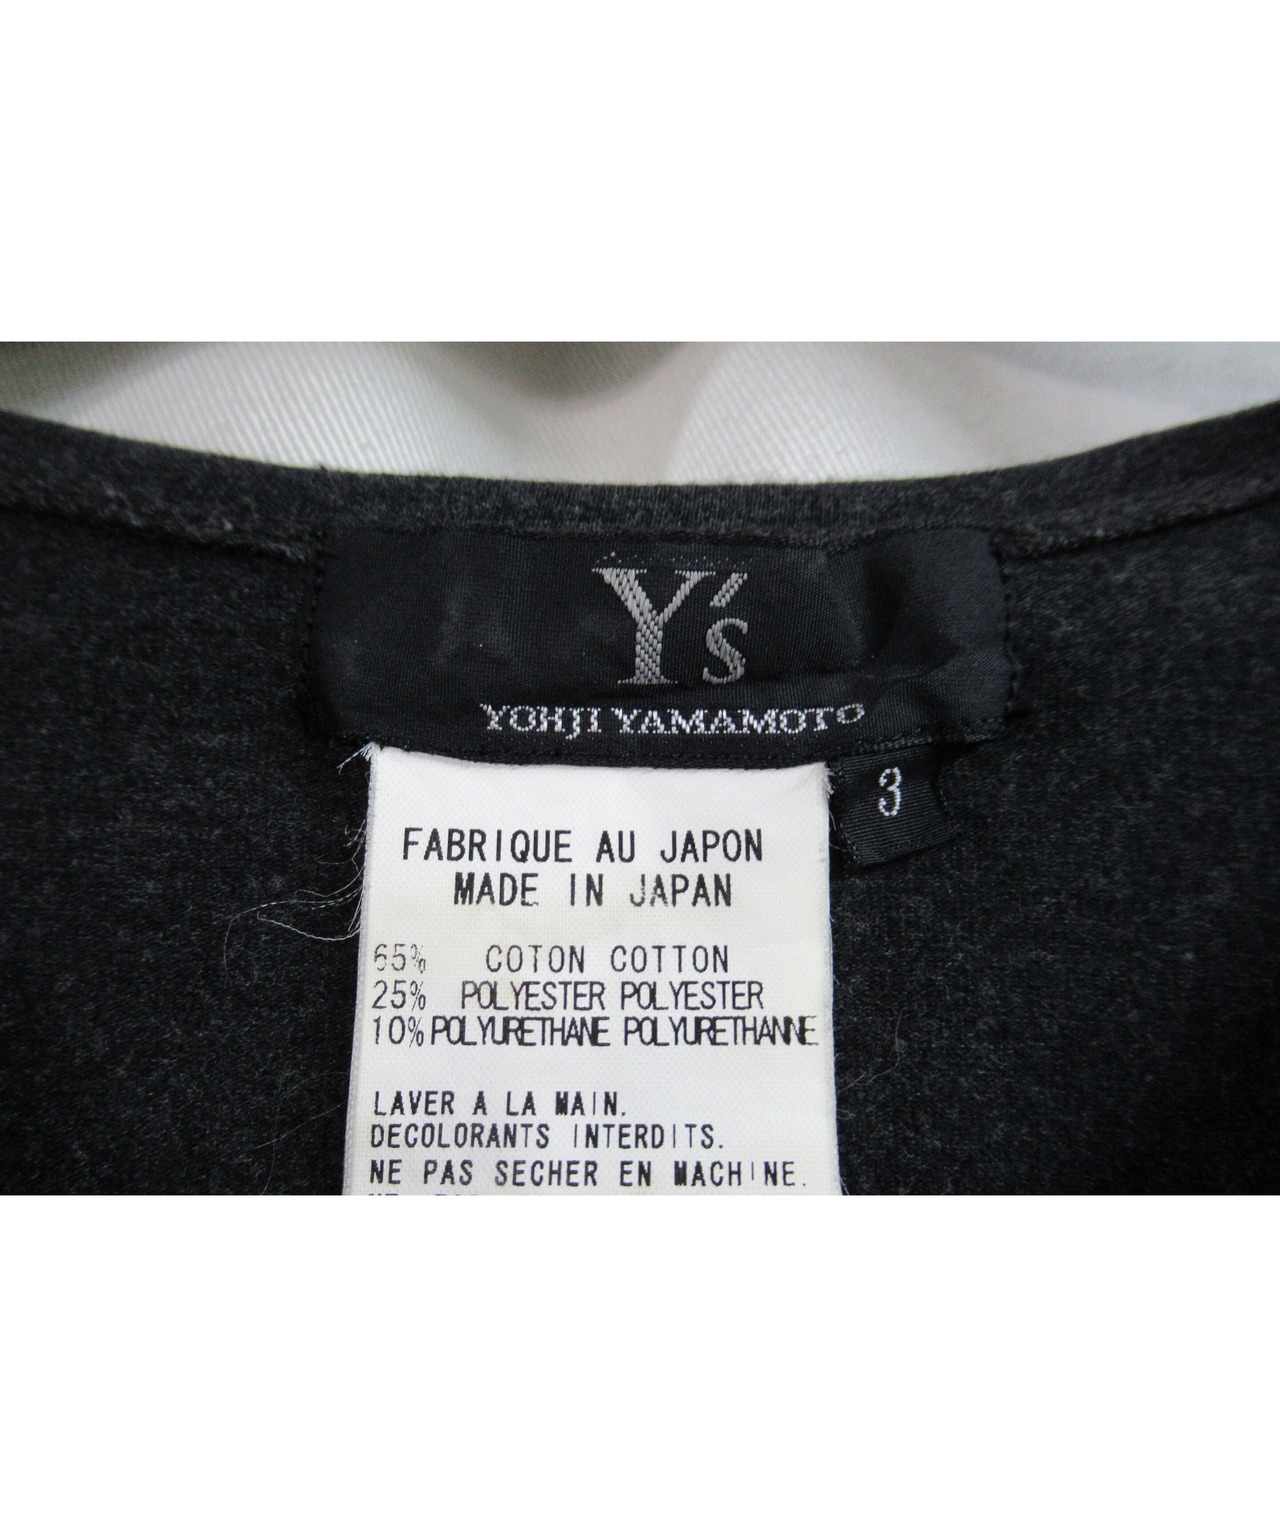 Y's
YOHJI YAMAMOTO
3
FABRIQUE AU JAPON
MADE IN JAPAN
65% COTON COTTON
25% POLYESTER POLYESTER
10% POLYURETHANE POLYURETHANNE
LAVER A LA MAIN.
DECOLORANTS INTERDITS.
NE PAS SECHER EN MACHINE.